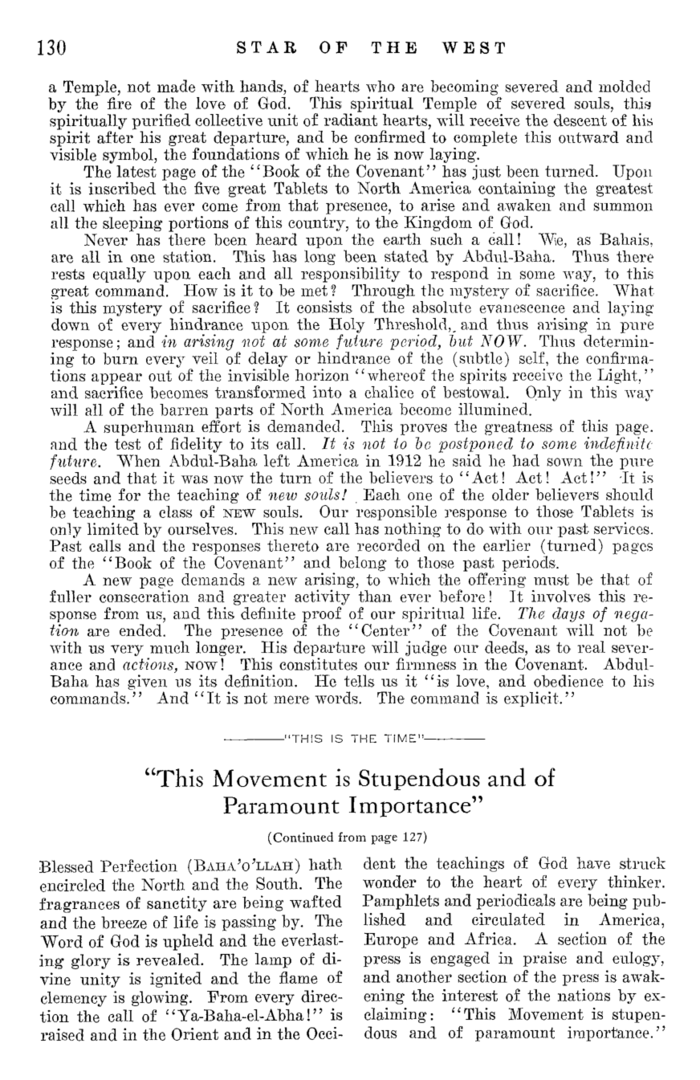 130 STAR OF THE WEST
a Temple, not made with hands, of hearts who are becoming severed and molded
by the fire of the love of God. This spiritual Temple of severed souls, this
spiritually purified collective unit of radiant hearts, will receive the descent of his
spirit after his great departure, and be confirmed to complete this outward and
visible symbol, the foundations of which he is now laying.
The latest page of the "Book of the Covenant" has just been turned. Upon
it is inscribed the five great Tablets to North America containing the greatest
call which has ever come from that presence, to arise and awaken and summon
all the sleeping portions of this country, to the Kingdom of God.
Never has there been heard upon the earth such a call! We, as Bahais,
are all in one station. This has long been stated by Abdul-Baha. Thus there
rests equally upon each and all responsibility to respond in some way, to this
great command. How is it to be met? Through the mystery of sacrifice. What
is this mystery of sacrifice? It consists of the absolute evanescence and laying
down of every hindrance upon the Holy Threshold, and thus arising in pure
response; and in arising not at some future period, but NOW. Thus determin-
ing to burn every veil of delay or hindrance of the (subtle) self, the confirma-
tions appear out of the invisible horizon "whereof the spirits receive the Light,"
and sacrifice becomes transformed into a chalice of bestowal. Only in this way
will all of the barren parts of North America become illumined.
A superhuman effort is demanded. This proves the greatness of this page.
and the test of fidelity to its call. It is not to be postponed to some indefinite
future. When Abdul-Baha left America in 1912 he said he had sown the pure
seeds and that it was now the turn of the believers to "Act! Act! Act!" It is
the time for the teaching of new souls! Each one of the older believers should
be teaching a class of NEW souls. Our responsible response to those Tablets is
only limited by ourselves. This new call has nothing to do with our past services.
Past calls and the responses thereto are recorded on the earlier (turned) pages
of the "Book of the Covenant" and belong to those past periods.
A new page demands a new arising, to which the offering must be that of
fuller consecration and greater activity than ever before! It involves this re-
sponse from us, and this definite proof of our spiritual life. The days of nega-
tion are ended. The presence of the "Center" of the Covenant will not be
with us very much longer. His departure will judge our deeds, as to real sever-
ance and actions, NOW! This constitutes our firmness in the Covenant. Abdul-
Baha has given us its definition. He tells us it "is love, and obedience to his
commands." And "It is not mere words. The command is explicit."
"THIS IS THE TIME"
"This Movement is Stupendous and of
Paramount Importance"
(Continued from page 127)
Blessed Perfection (BAHA'O'LLAH) hath
encircled the North and the South. The
fragrances of sanctity are being wafted
and the breeze of life is passing by. The
Word of God is upheld and the everlast-
ing glory is revealed. The lamp of di-
vine unity is ignited and the flame of
clemency is glowing. From every direc-
tion the call of "Ya-Baha-el-Abha!" is
raised and in the Orient and in the Occi-
dent the teachings of God have struck
wonder to the heart of every thinker.
Pamphlets and periodicals are being pub-
lished and circulated in America,
Europe and Africa. A section of the
press is engaged in praise and eulogy,
and another section of the press is awak-
ening the interest of the nations by ex-
claiming: "This Movement is stupen-
dous and of paramount importance."